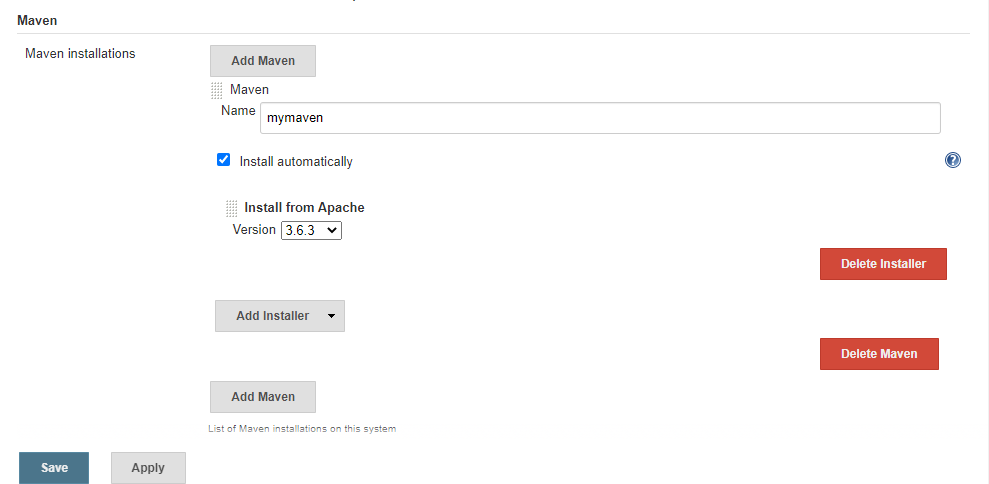 Maven
Maven installations
Add Maven
Maven
Name mymaven
Install automatically
?
Install from Apache
Version 3.6.3
Delete Installer
Add Installer
Delete Maven
Add Maven
List of Maven installations on this system
Save Apply